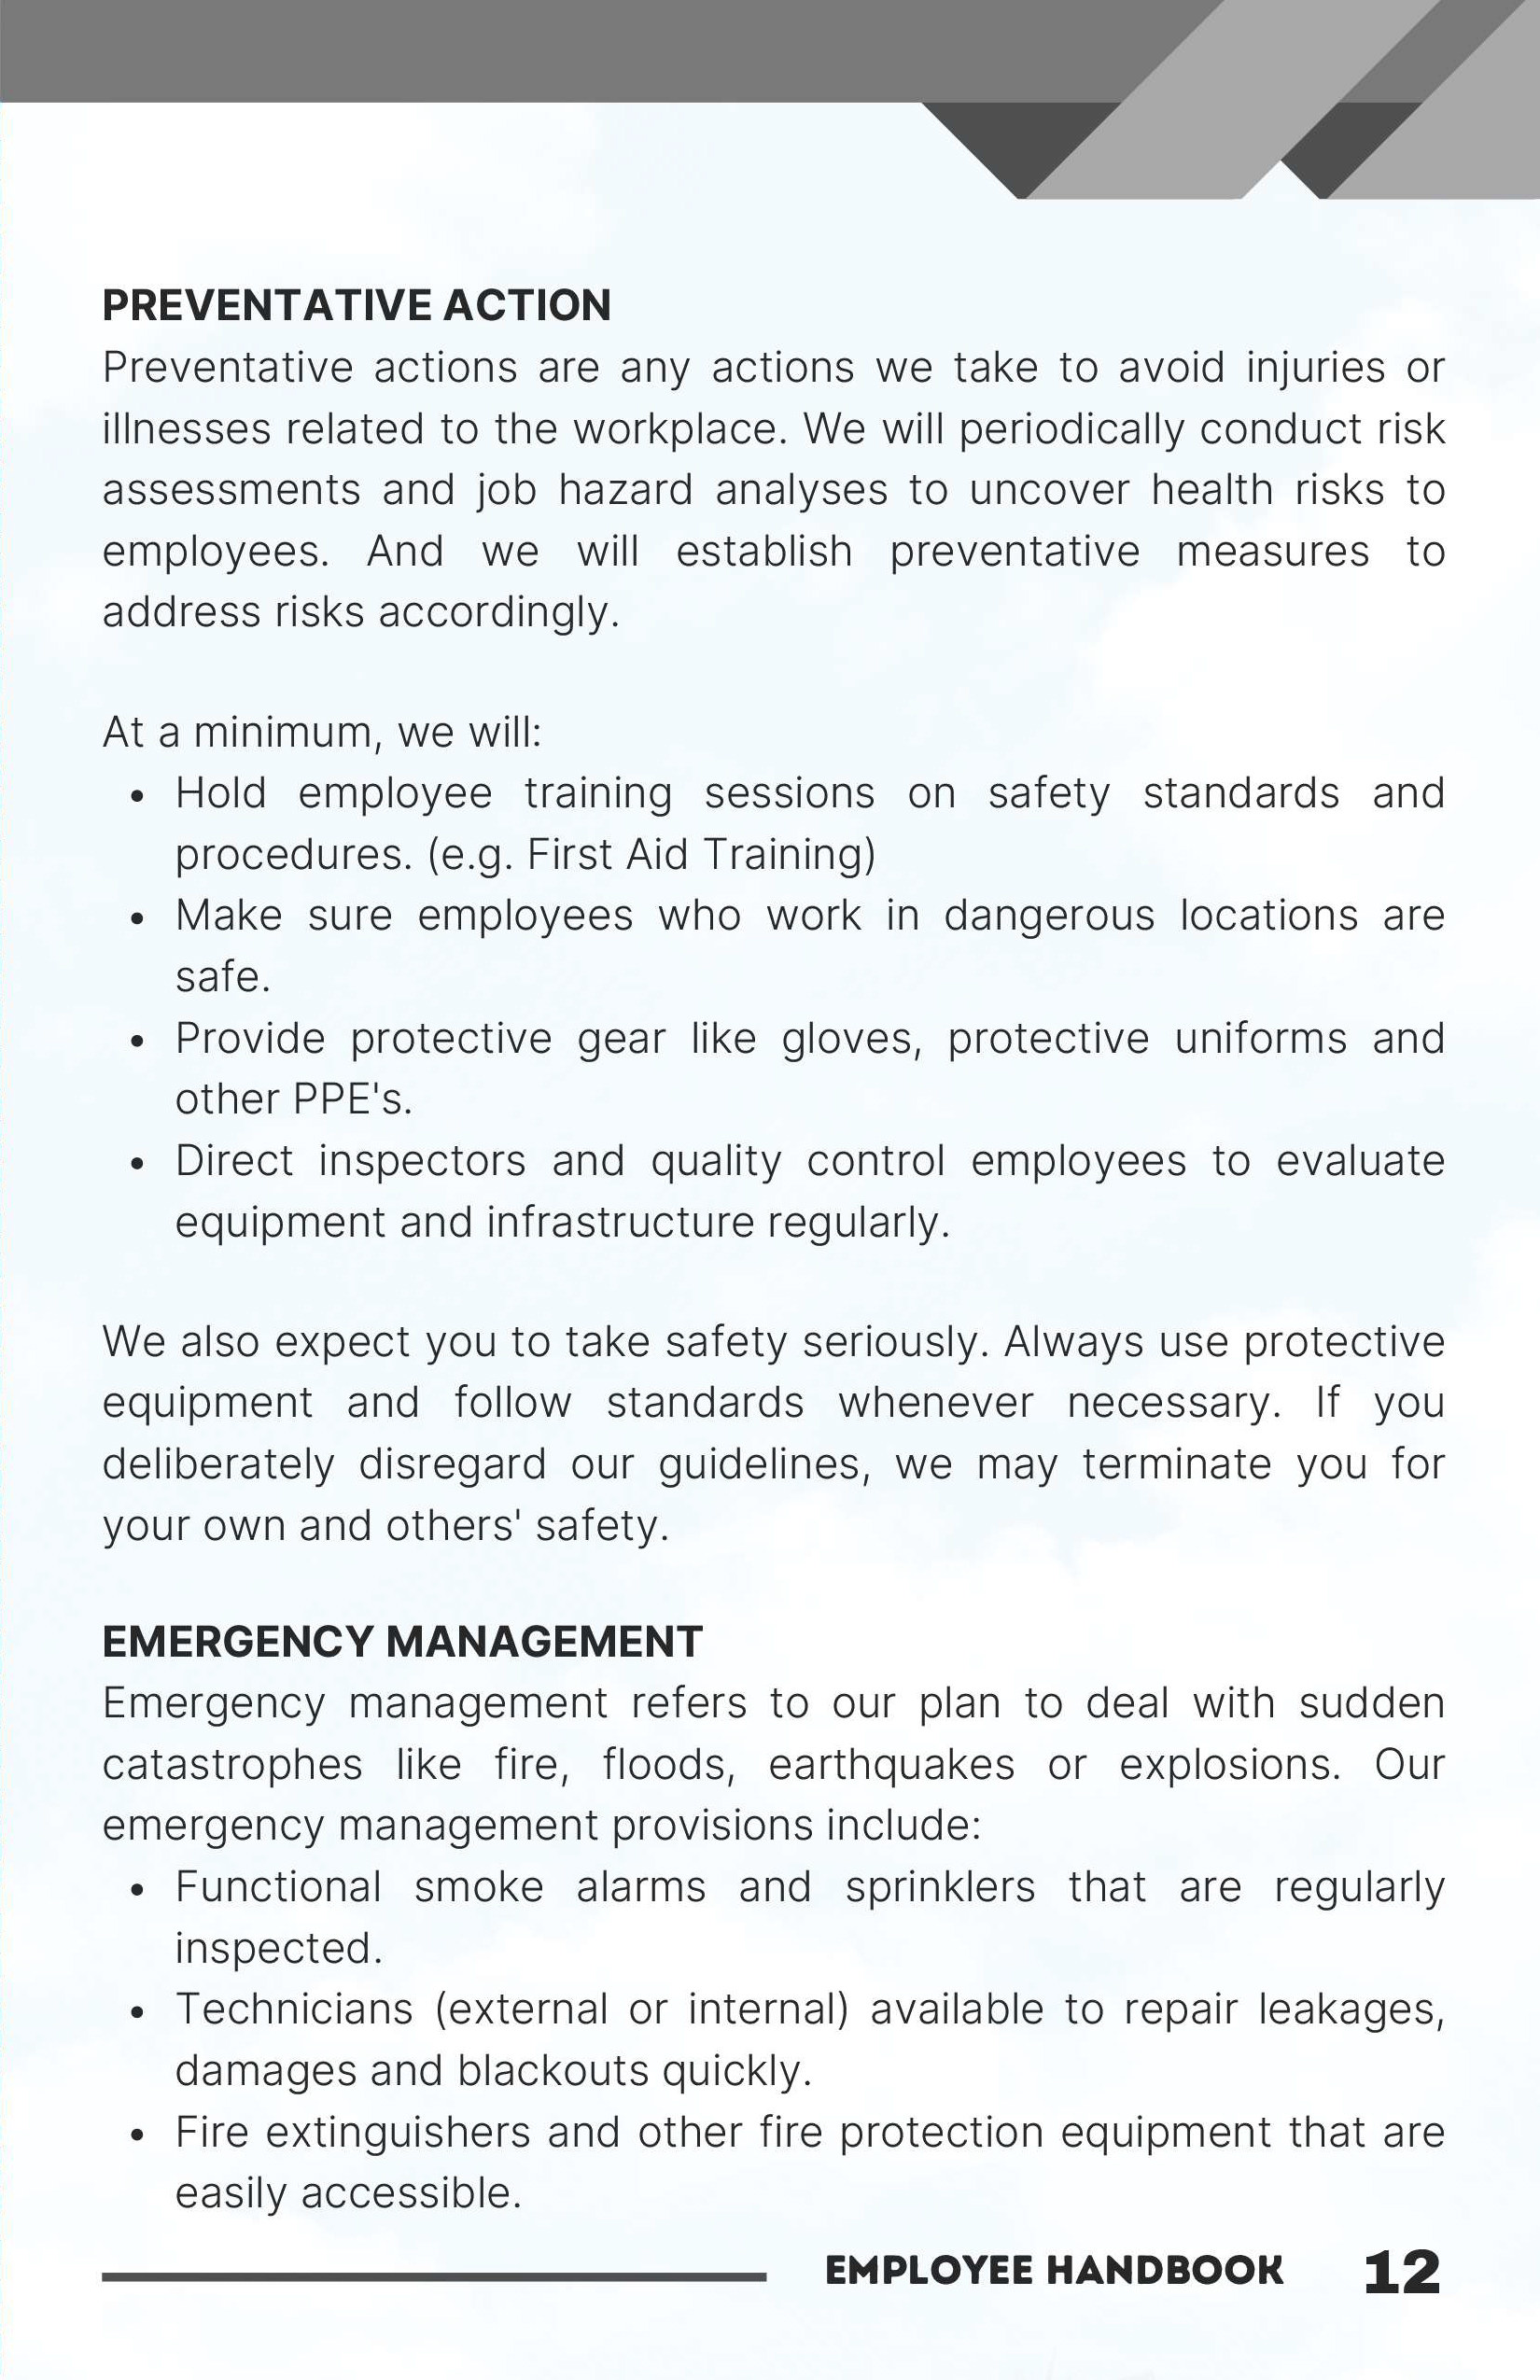 PREVENTATIVE ACTION
Preventative actions are any actions we take to avoid injuries or
illnesses related to the workplace. We will periodically conduct risk
assessments and job hazard analyses to uncover health risks to
employees. And we will establish preventative measures to
address risks accordingly.
At a minimum, we will:
• Hold employee training sessions on safety standards and
procedures. (e.g. First Aid Training)
• Make sure employees who work in dangerous locations are
safe.
• Provide protective gear like gloves, protective uniforms and
other PPE's.
• Direct inspectors and quality control employees to evaluate
equipment and infrastructure regularly.
We also expect you to take safety seriously. Always use protective
equipment and follow standards whenever necessary. If you
deliberately disregard our guidelines, we may terminate you for
your own and others' safety.
EMERGENCY MANAGEMENT
Emergency management refers to our plan to deal with sudden
catastrophes like fire, floods, earthquakes or explosions. Our
emergency management provisions include:
• Functional smoke alarms and sprinklers that are regularly
inspected.
• Technicians (external or internal) available to repair leakages,
damages and blackouts quickly.
• Fire extinguishers and other fire protection equipment that are
easily accessible.
EMPLOYEE HANDBOOK 12